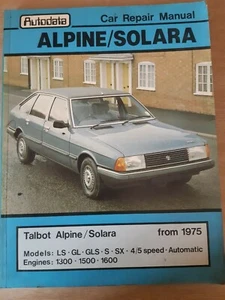 Autodata
Car Repair Manual
ALPINE/SOLARA
Talbot Alpine/Solara from 1975
Models: LS · GL · GLS · S · SX · 4/5 speed · Automatic
Engines: 1300 · 1500 · 1600